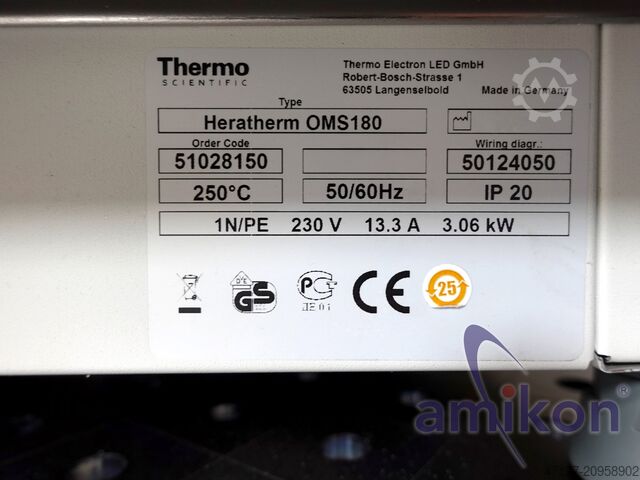 Thermo
SCIENTIFIC
Thermo Electron LED GmbH
Robert-Bosch-Strasse 1
63505 Langenselbold
Made in Germany
Type
Heratherm OMS180
Order Code
Wiring diagr.:
51028150
50124050
250°C
50/60Hz
IP 20
1N/PE 230 V 13.3 A 3.06 kW
GS
PC
CE
25
amikon®